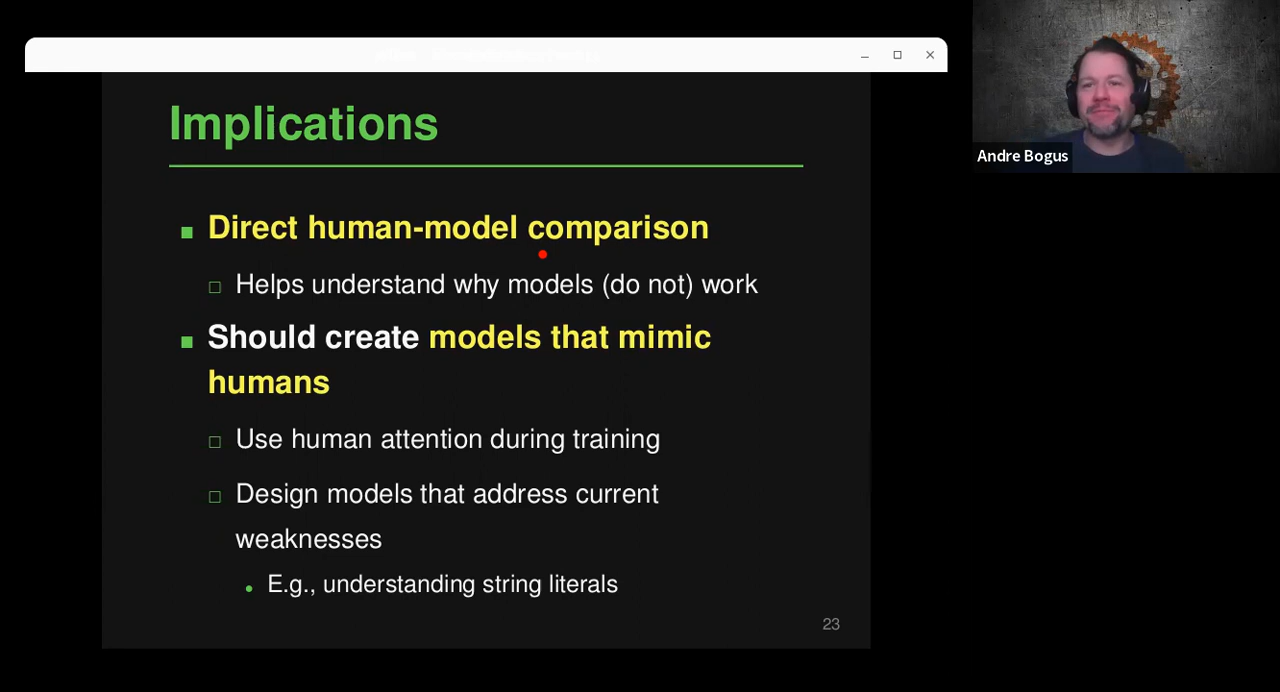 Implications
Direct human-model comparison
Helps understand why models (do not) work
Should create models that mimic
humans
Use human attention during training
Design models that address current
weaknesses
E.g., understanding string literals
23
Andre Bogus